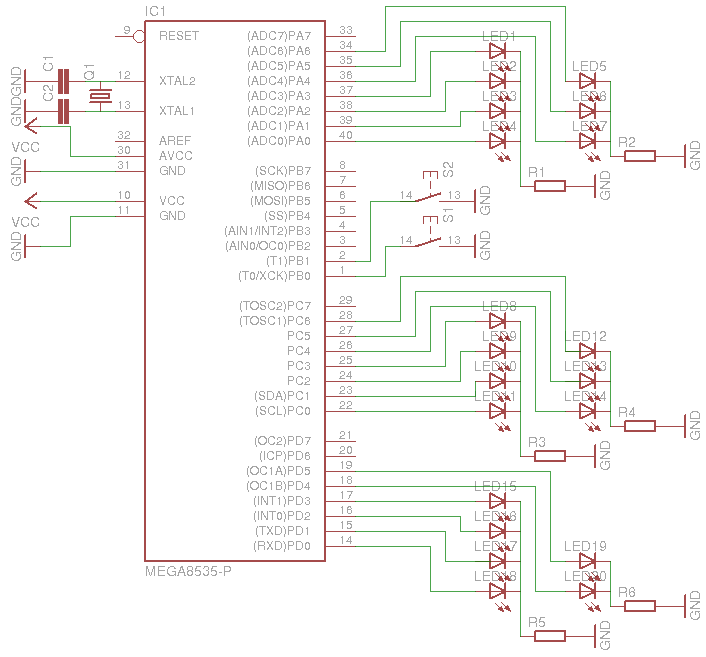 IC1
9 RESET
12 XTAL2
13 XTAL1
32 AREF
30 AVCC
31 GND
10 VCC
11 GND
(ADC7)PA7 33
(ADC6)PA6 34
(ADC5)PA5 35
(ADC4)PA4 36
(ADC3)PA3 37
(ADC2)PA2 38
(ADC1)PA1 39
(ADC0)PA0 40
(SCK)PB7 8
(MISO)PB6 7
(MOSI)PB5 6
(SS)PB4 5
(AIN1/INT2)PB3 4
(AIN0/OC0)PB2 3
(T1)PB1 2
(T0/XCK)PB0 1
(TOSC2)PC7 29
(TOSC1)PC6 28
PC5 27
PC4 26
PC3 25
PC2 24
(SDA)PC1 23
(SCL)PC0 22
(OC2)PD7 21
(ICP)PD6 20
(OC1A)PD5 19
(OC1B)PD4 18
(INT1)PD3 17
(INT0)PD2 16
(TXD)PD1 15
(RXD)PD0 14
MEGA8535-P
GND
GND
C1
C2
Q1
VCC
GND
VCC
GND
LED1
LED2
LED3
LED4
LED5
LED6
LED7
R1
GND
R2
GND
S2
14 13
GND
S1
14 13
GND
LED8
LED9
LED10
LED11
LED12
LED13
LED14
R3
GND
R4
GND
LED15
LED16
LED17
LED18
LED19
LED20
R5
GND
R6
GND